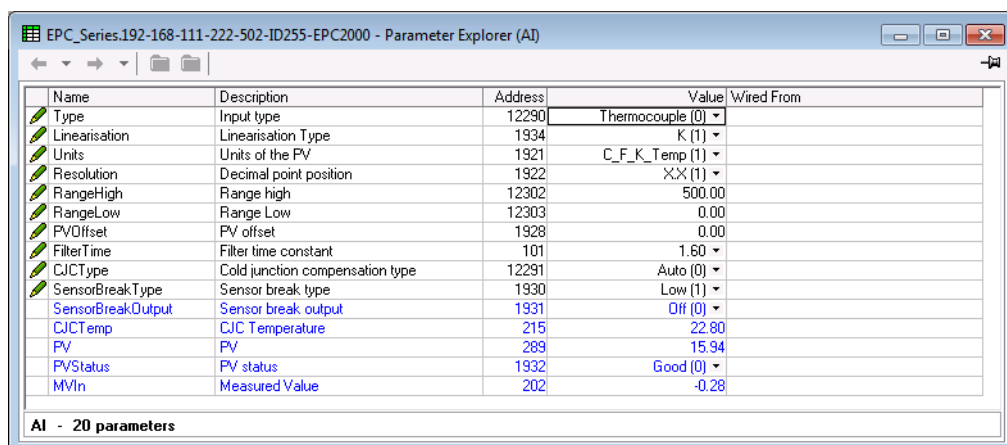 EPC_Series.192-168-111-222-502-ID255-EPC2000 - Parameter Explorer (AI)
Name Description Address Value Wired From
Type Input type 12290 Thermocouple (0)
Linearisation Linearisation Type 1934 K (1)
Units Units of the PV 1921 C_F_K_Temp (1)
Resolution Decimal point position 1922 X.X (1)
RangeHigh Range high 12302 500.00
RangeLow Range Low 12303 0.00
PVOffset PV offset 1928 0.00
FilterTime Filter time constant 101 1.60
CJCType Cold junction compensation type 12291 Auto (0)
SensorBreakType Sensor break type 1930 Low (1)
SensorBreakOutput Sensor break output 1931 Off (0)
CJCTemp CJC Temperature 215 22.80
PV PV 289 15.94
PVStatus PV status 1932 Good (0)
MVIn Measured Value 202 -0.28
AI - 20 parameters